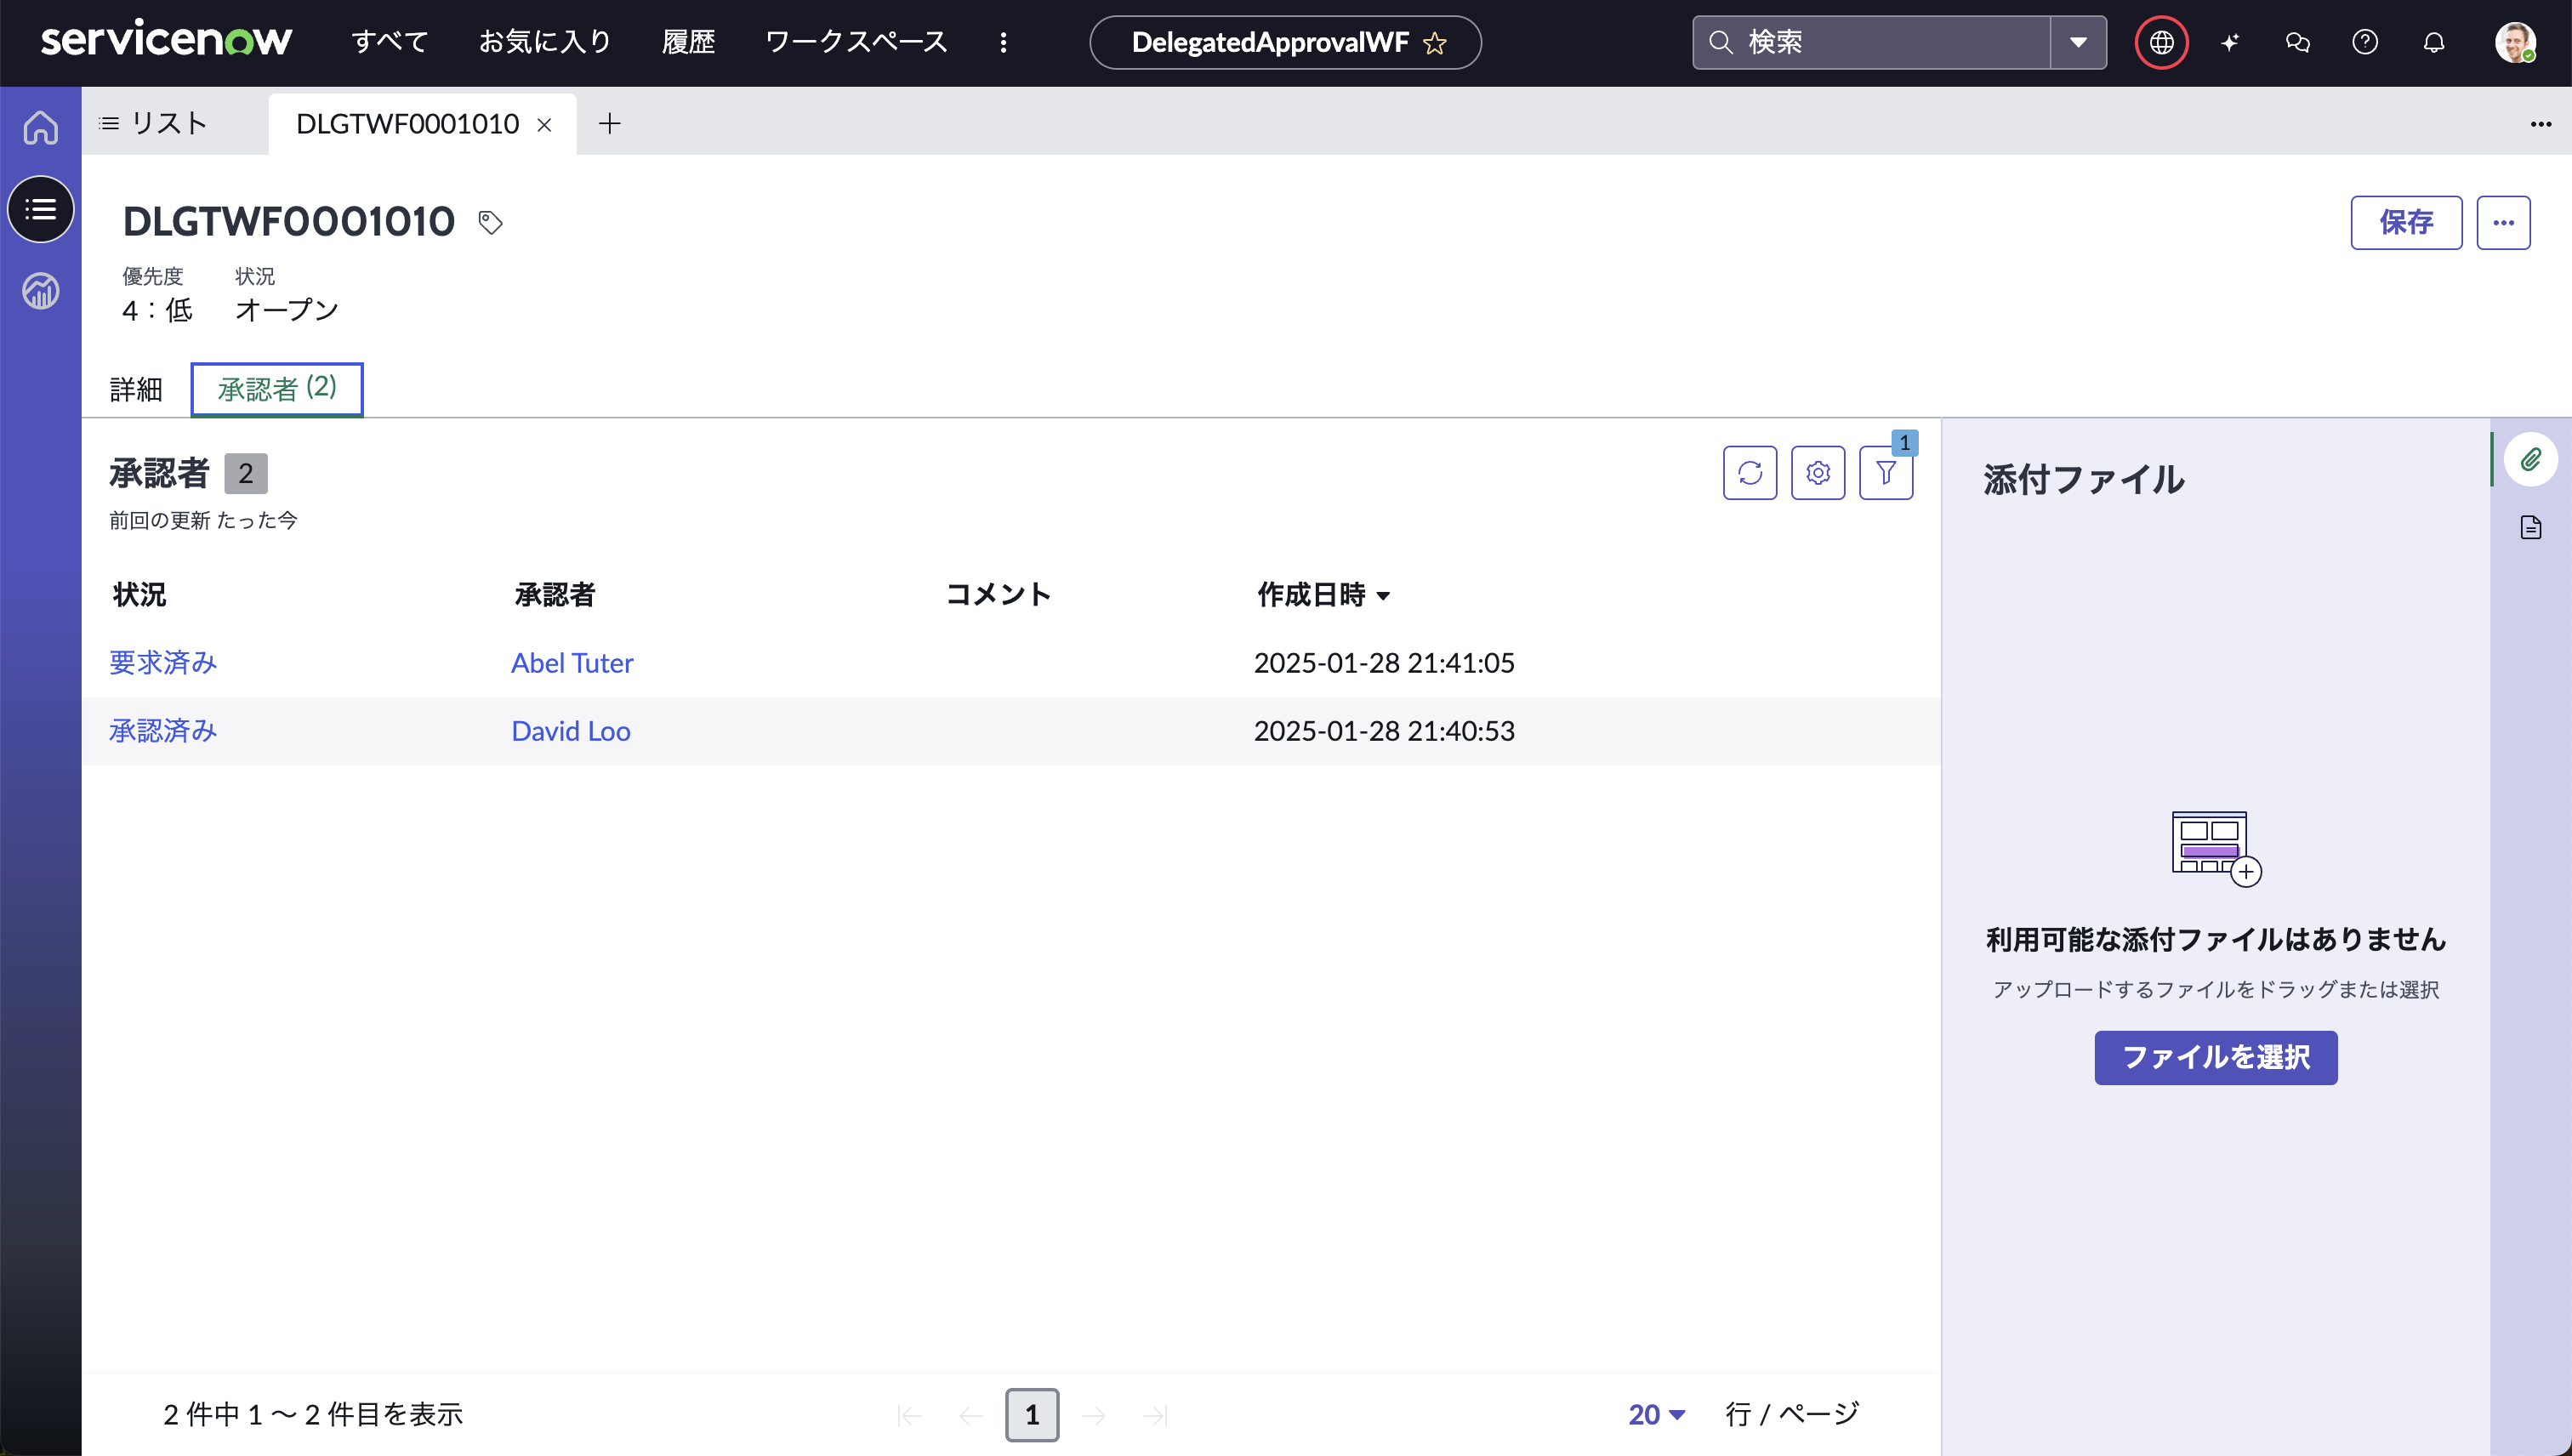 servicenow すべて お気に入り 履歴 ワークスペース DelegatedApprovalWF 検索
リスト DLGTWF0001010
DLGTWF0001010 保存
優先度 状況
4：低 オープン
詳細 承認者 (2)
承認者 2 1
前回の更新 たった今
状況 承認者 コメント 作成日時
要求済み Abel Tuter 2025-01-28 21:41:05
承認済み David Loo 2025-01-28 21:40:53
2 件中 1 ～ 2 件目を表示 1 20 行 / ページ
添付ファイル
利用可能な添付ファイルはありません
アップロードするファイルをドラッグまたは選択
ファイルを選択